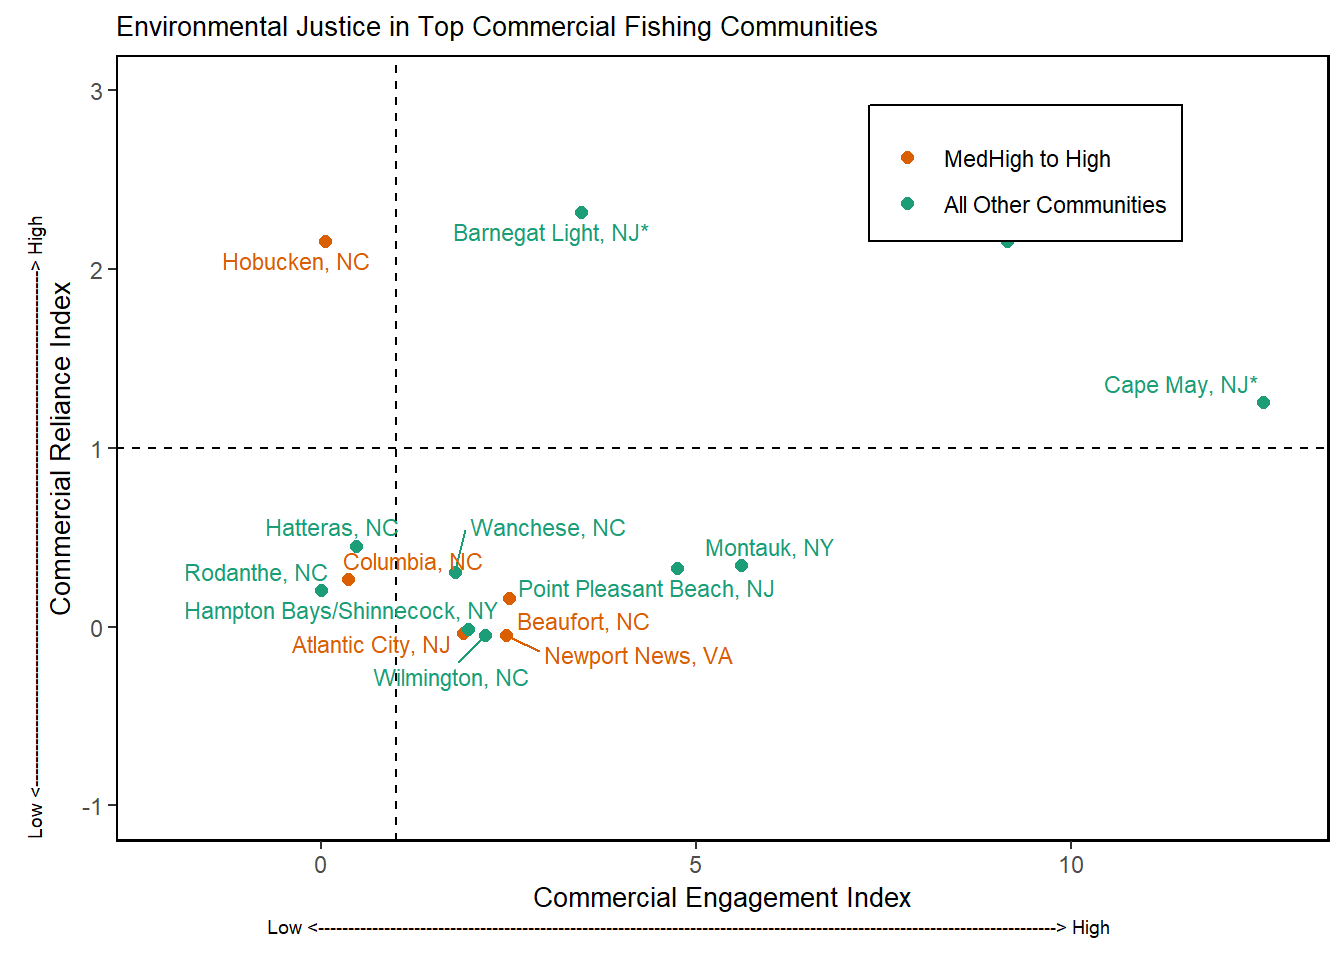 Environmental Justice in Top Commercial Fishing Communities
3
MedHigh to High
All Other Communities
Barnegat Light, NJ*
Hobucken, NC
2
Cape May, NJ*
1
Hatteras, NC
Wanchese, NC
Montauk, NY
Columbia, NC
Rodanthe, NC
Point Pleasant Beach, NJ
Hampton Bays/Shinnecock, NY
Beaufort, NC
0
Atlantic City, NJ
Newport News, VA
Wilmington, NC
-1
0 5 10
Commercial Engagement Index
Low <--------------------------------------------------------------------------------------------------------------------------> High
Commercial Reliance Index
Low <--------------------------------------------------------------------------------------> High